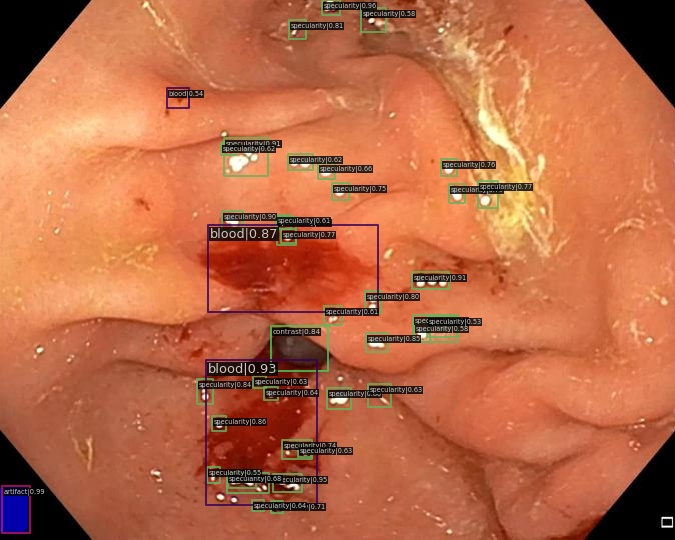 specularity|0.96
specularity|0.58
specularity|0.81
blood|0.54
specularity|0.91
specularity|0.62
specularity|0.62
specularity|0.66
specularity|0.76
specularity|0.75
specularity|0.77
specularity|0.90
specularity|0.61
blood|0.87
specularity|0.77
specularity|0.91
specularity|0.80
specularity|0.61
specularity|0.53
specularity|0.58
contrast|0.84
specularity|0.85
blood|0.93
specularity|0.84
specularity|0.63
specularity|0.64
specularity|0.63
specularity|0.86
specularity|0.74
specularity|0.63
specularity|0.55
specularity|0.68
specularity|0.95
artifact|0.99
specularity|0.64
|0.71